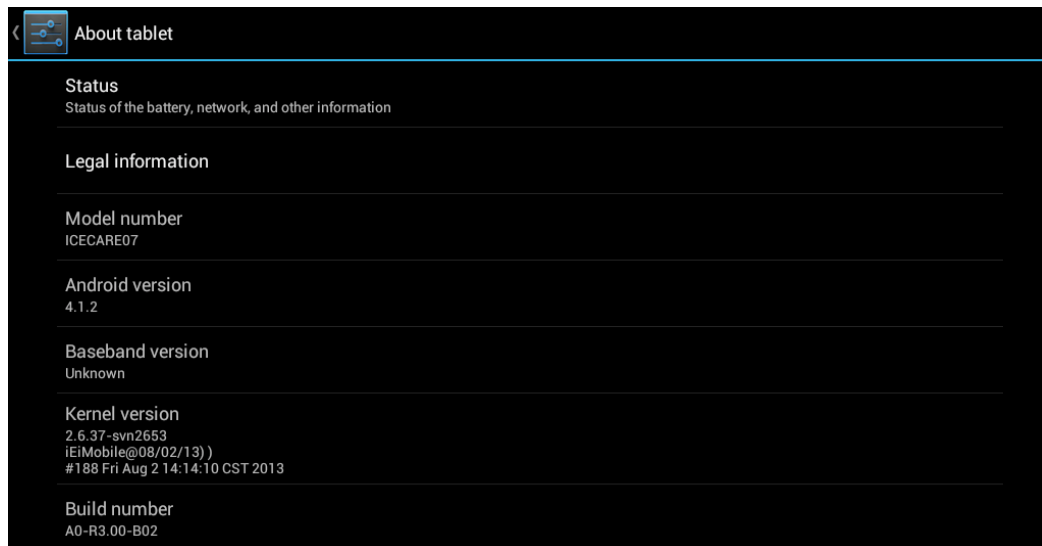 About tablet
Status
Status of the battery, network, and other information
Legal information
Model number
ICECARE07
Android version
4.1.2
Baseband version
Unknown
Kernel version
2.6.37-svn2653
iEiMobile@08/02/13) )
#188 Fri Aug 2 14:14:10 CST 2013
Build number
A0-R3.00-B02